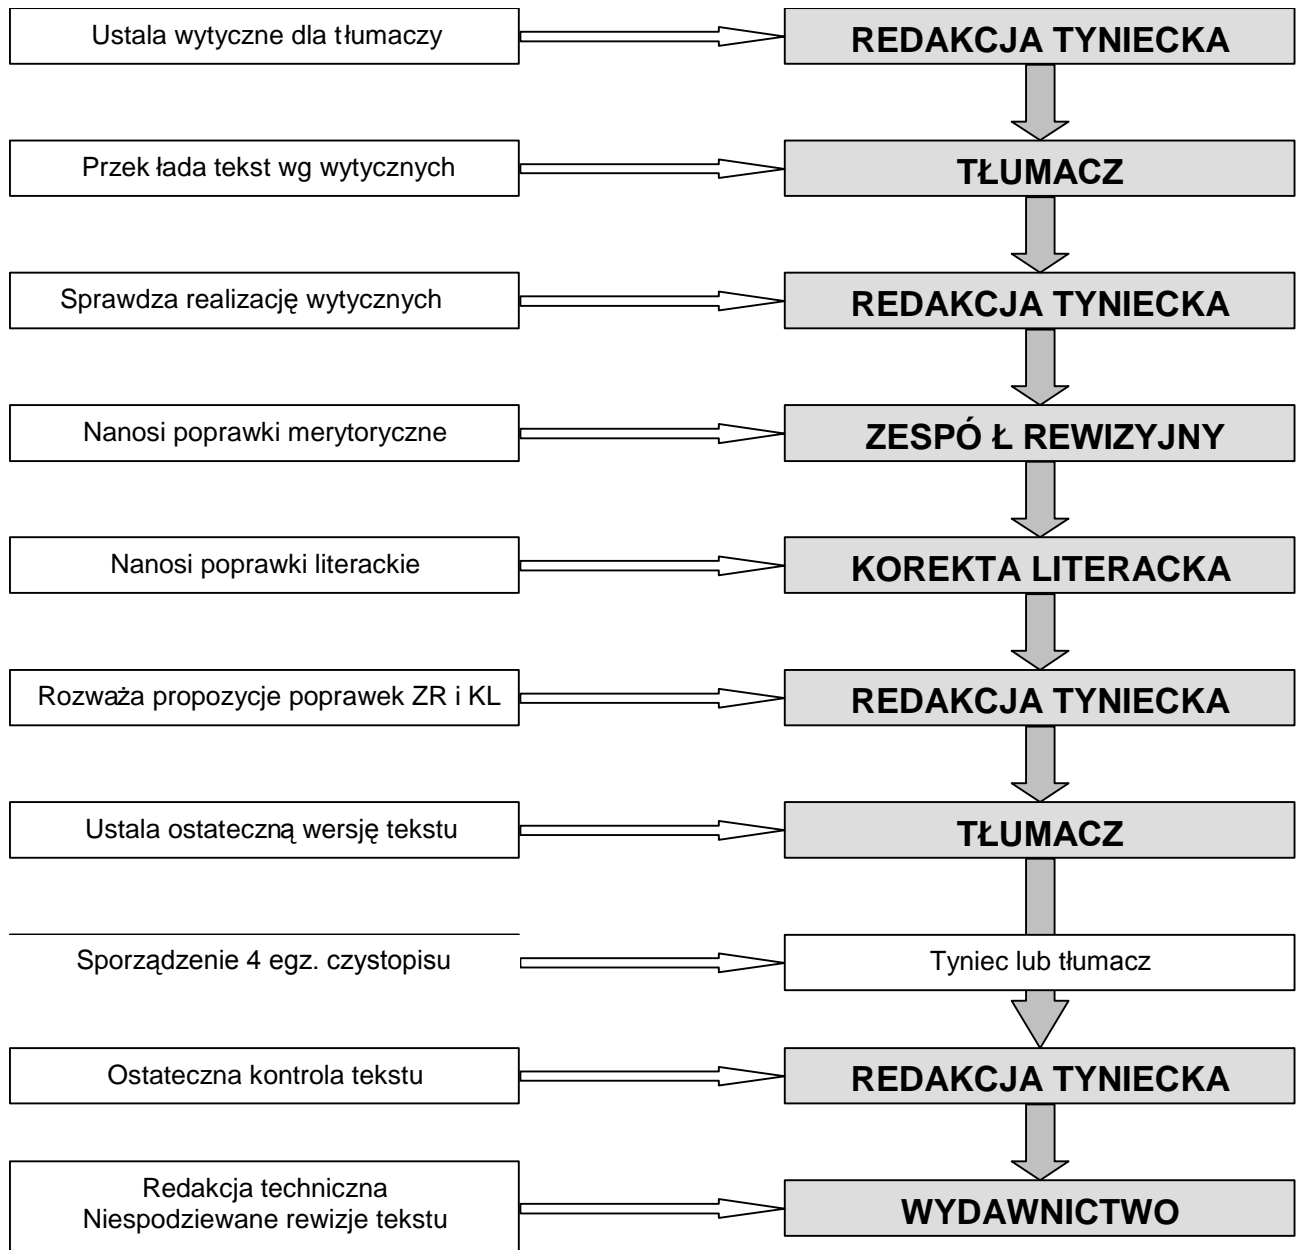 Ustala wytyczne dla tłumaczy
REDAKCJA TYNIECKA
Przek łada tekst wg wytycznych
TŁUMACZ
Sprawdza realizację wytycznych
REDAKCJA TYNIECKA
Nanosi poprawki merytoryczne
ZESPÓ Ł REWIZYJNY
Nanosi poprawki literackie
KOREKTA LITERACKA
Rozważa propozycje poprawek ZR i KL
REDAKCJA TYNIECKA
Ustala ostateczną wersję tekstu
TŁUMACZ
Sporządzenie 4 egz. czystopisu
Tyniec lub tłumacz
Ostateczna kontrola tekstu
REDAKCJA TYNIECKA
Redakcja techniczna
Niespodziewane rewizje tekstu
WYDAWNICTWO